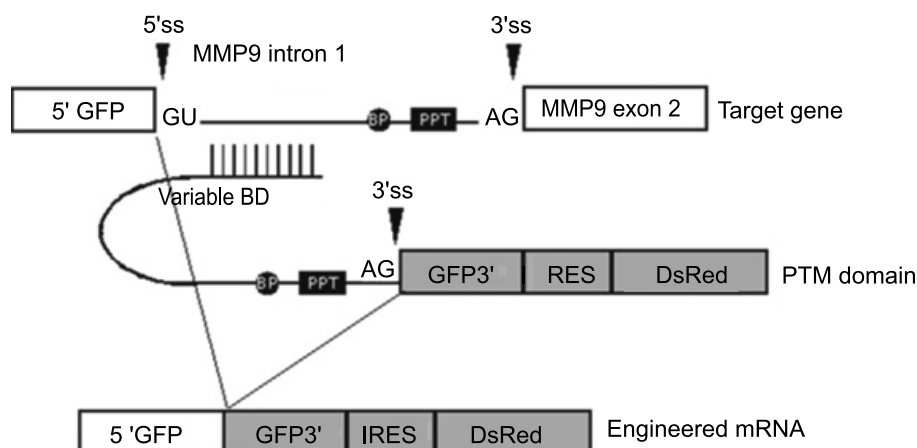 5'ss
3'ss
MMP9 intron 1
5' GFP
GU
BP
PPT
AG
MMP9 exon 2
Target gene
Variable BD
3'ss
BP
PPT
AG
GFP3'
RES
DsRed
PTM domain
5 'GFP
GFP3'
IRES
DsRed
Engineered mRNA